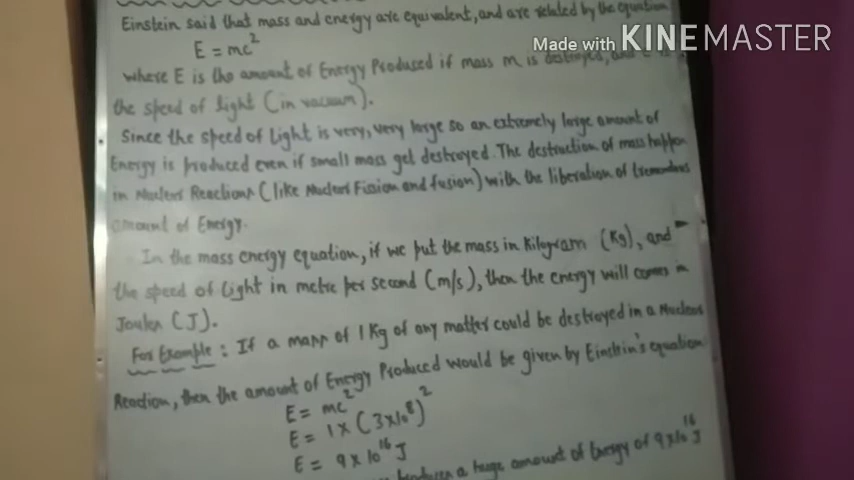 Einstein said that mass and energy are equivalent, and are related by the equation
E = mc²
Made with KINEMASTER
where E is the amount of Energy Produced if mass m is destroyed, and
the speed of light (in vacuum).
Since the speed of Light is very, very large so an extremely large amount of
Energy is produced even if small mass get destroyed. The destruction of mass happen
in Nuclear Reactions (like Nuclear Fission and fusion) with the liberation of tremendous
amount of Energy.
In the mass energy equation, if we put the mass in Kilogram (Kg), and
the speed of Light in metre per second (m/s), then the energy will comes in
Joules (J).
For Example : If a mass of 1 Kg of any matter could be destroyed in a Nuclear
Reaction, then the amount of Energy Produced would be given by Einstein's equation
E = mc²
E = 1 × (3×10⁸)²
E = 9 × 10¹⁶ J
a huge amount of Energy of 9×10¹⁶ J